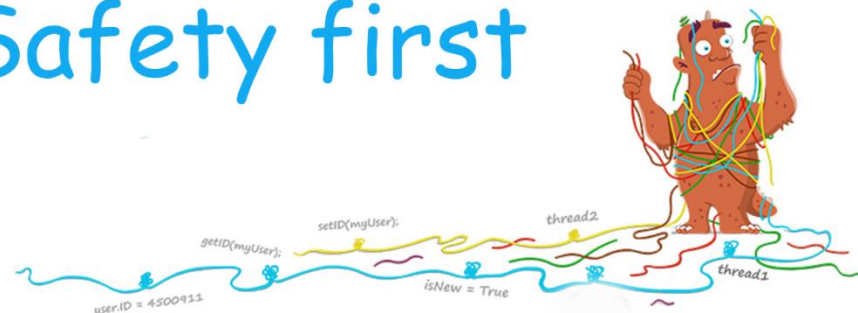 Safety first
setID(myUser);
thread2
getID(myUser);
isNew = True
thread1
user.ID = 4500911